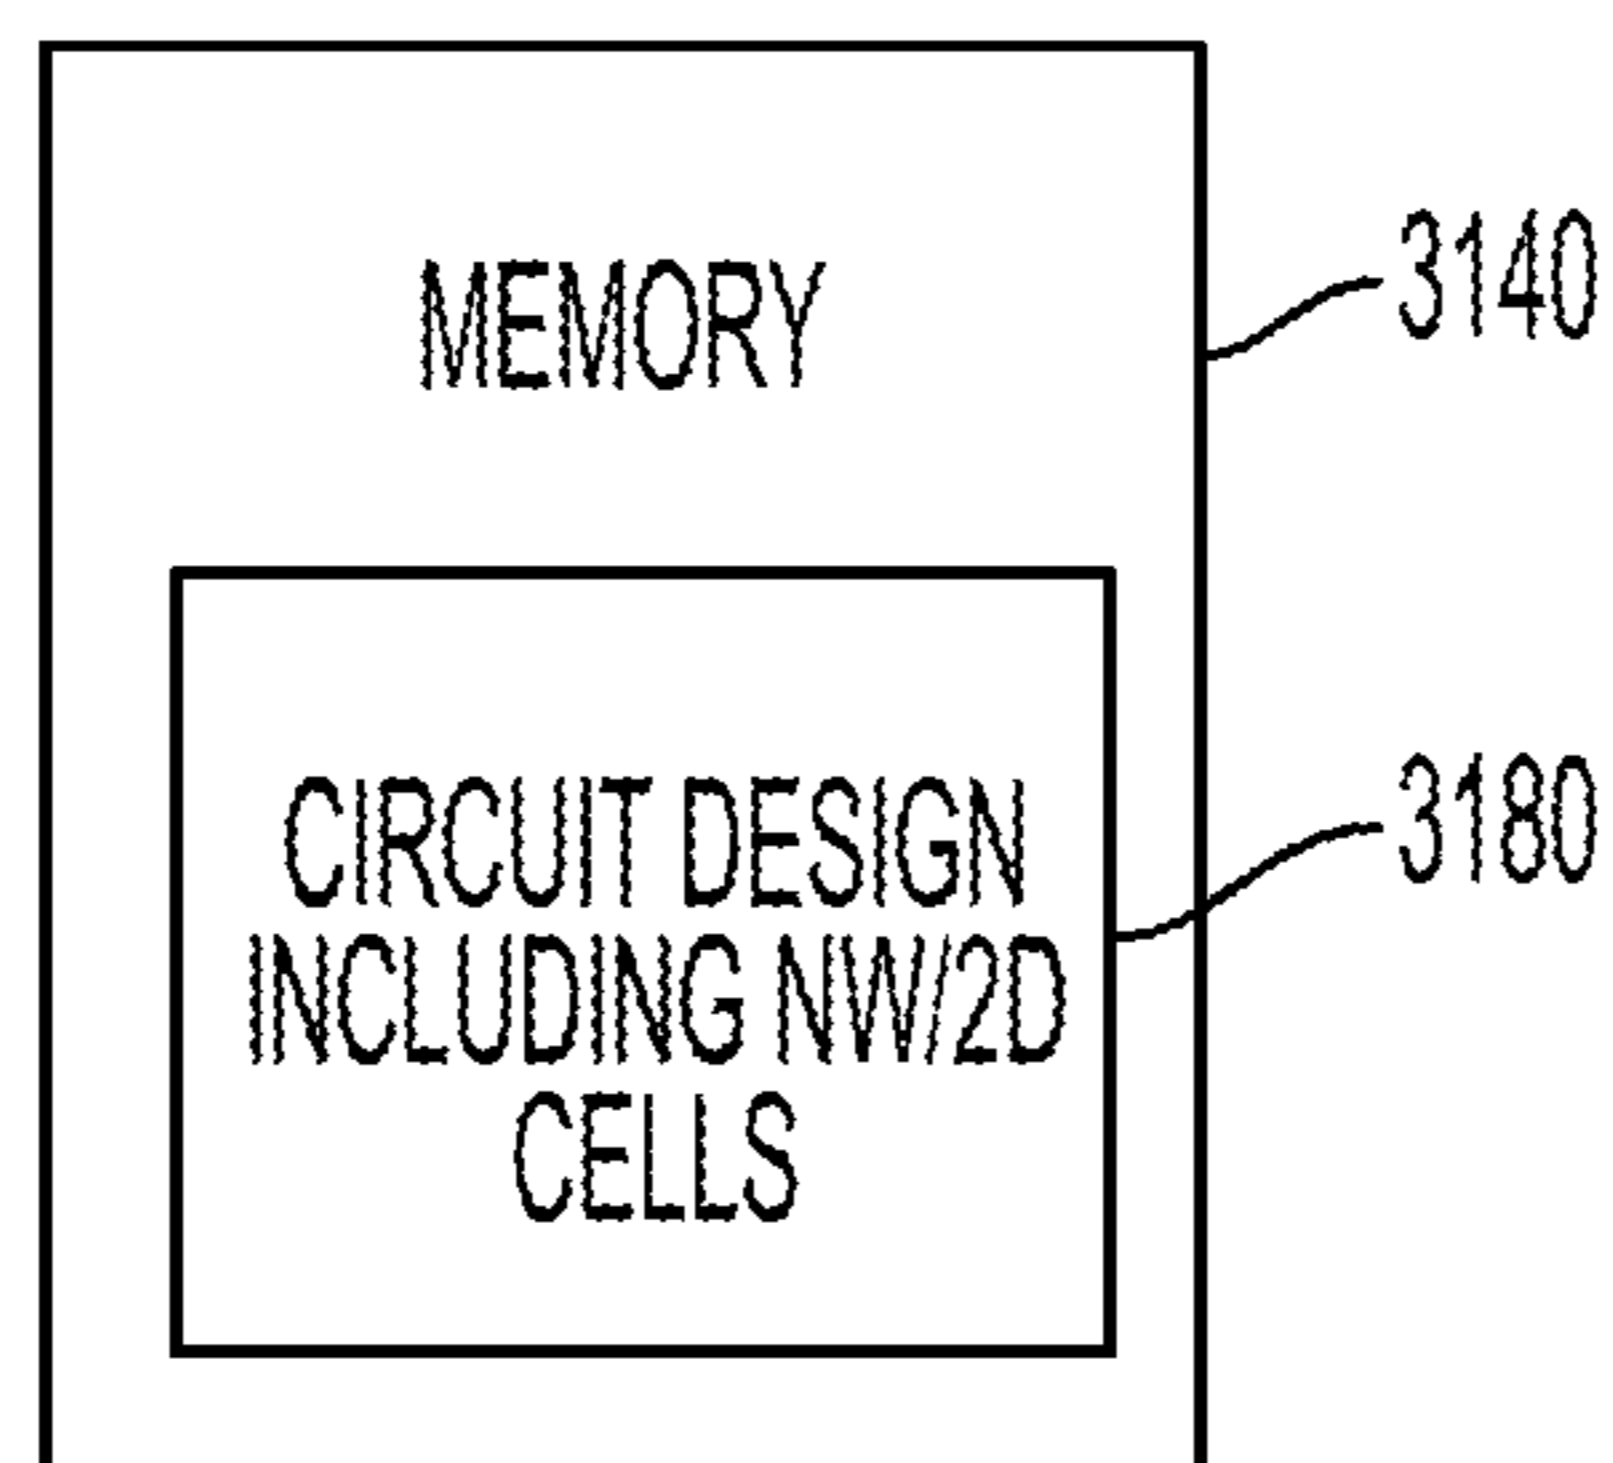 MEMORY
3140
3180
CIRCUIT DESIGN
INCLUDING NW/2D
CELLS